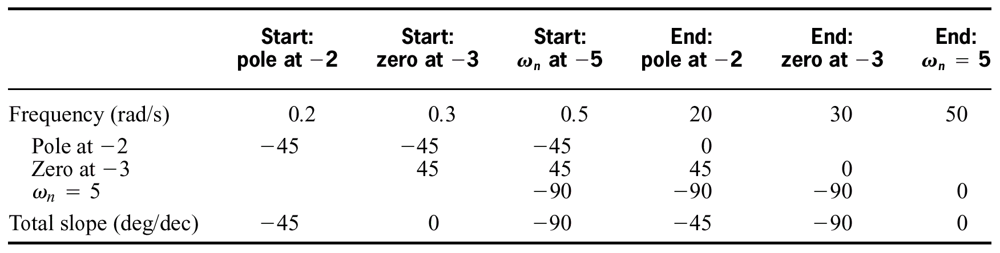 Start: Start: Start: End: End: End:
pole at −2 zero at −3 ωn at −5 pole at −2 zero at −3 ωn = 5
Frequency (rad/s) 0.2 0.3 0.5 20 30 50
Pole at −2 −45 −45 −45 0
Zero at −3 45 45 45 0
ωn = 5 −90 −90 −90 0
Total slope (deg/dec) −45 0 −90 −45 −90 0